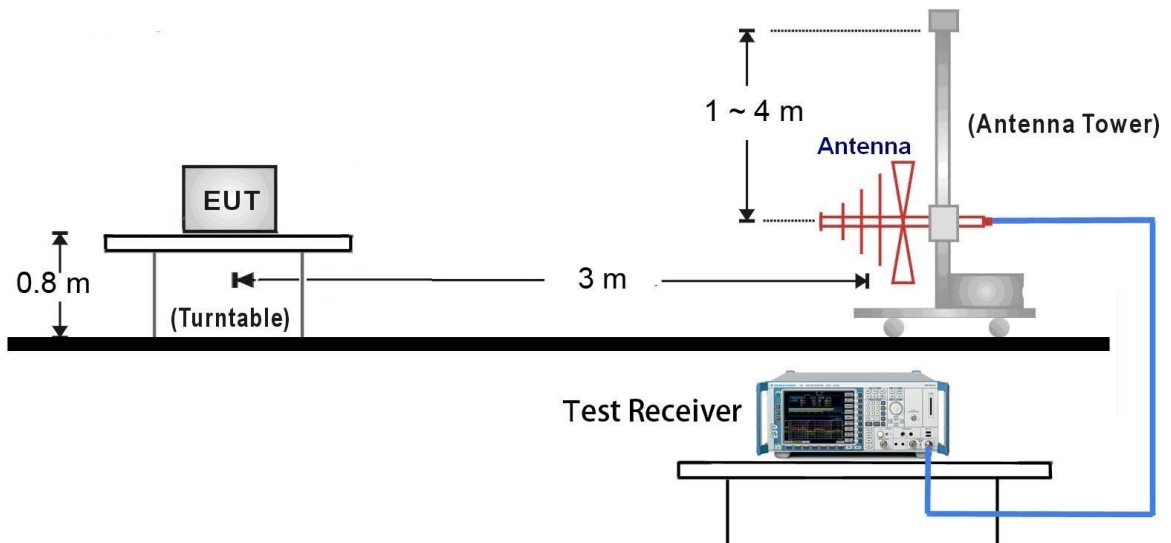 1 ~ 4 m
(Antenna Tower)
Antenna
EUT
0.8 m
3 m
(Turntable)
Test Receiver